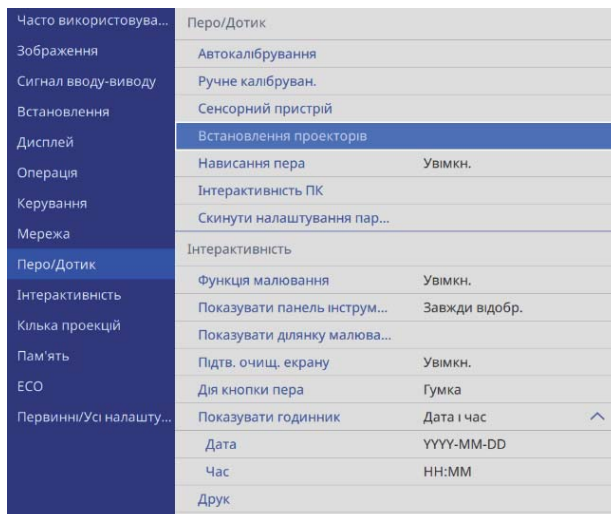 Часто використовува...
Зображення
Сигнал вводу-виводу
Встановлення
Дисплей
Операція
Керування
Мережа
Перо/Дотик
Інтерактивність
Кілька проекцій
Пам'ять
ECO
Первинні/Усі налашту...
Перо/Дотик
Автокалібрування
Ручне калібруван.
Сенсорний пристрій
Встановлення проекторів
Нависання пера Увімкн.
Інтерактивність ПК
Скинути налаштування пар...
Інтерактивність
Функція малювання Увімкн.
Показувати панель інструм... Завжди відобр.
Показувати ділянку малюва...
Підтв. очищ. екрану Увімкн.
Дія кнопки пера Гумка
Показувати годинник Дата і час
Дата YYYY-MM-DD
Час HH:MM
Друк